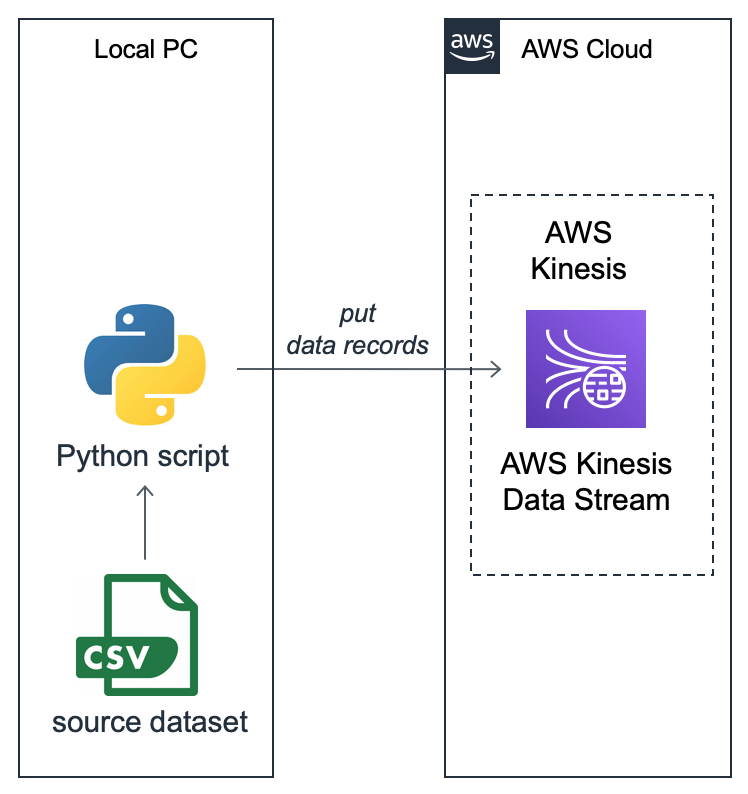 Local PC
aws
AWS Cloud
AWS
Kinesis
put
data records
Python script
AWS Kinesis
Data Stream
CSV
source dataset